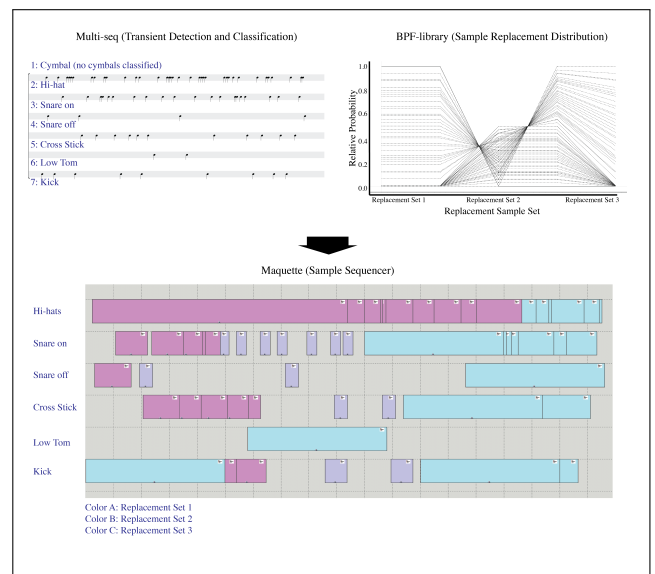 Multi-seq (Transient Detection and Classification)
BPF-library (Sample Replacement Distribution)
1: Cymbal (no cymbals classified)
2: Hi-hat
3: Snare on
4: Snare off
5: Cross Stick
6: Low Tom
7: Kick
1.0
0.8
0.6
0.4
0.2
0.0
Relative Probability
Replacement Set 1
Replacement Set 2
Replacement Set 3
Replacement Sample Set
Maquette (Sample Sequencer)
Hi-hats
Snare on
Snare off
Cross Stick
Low Tom
Kick
Color A: Replacement Set 1
Color B: Replacement Set 2
Color C: Replacement Set 3